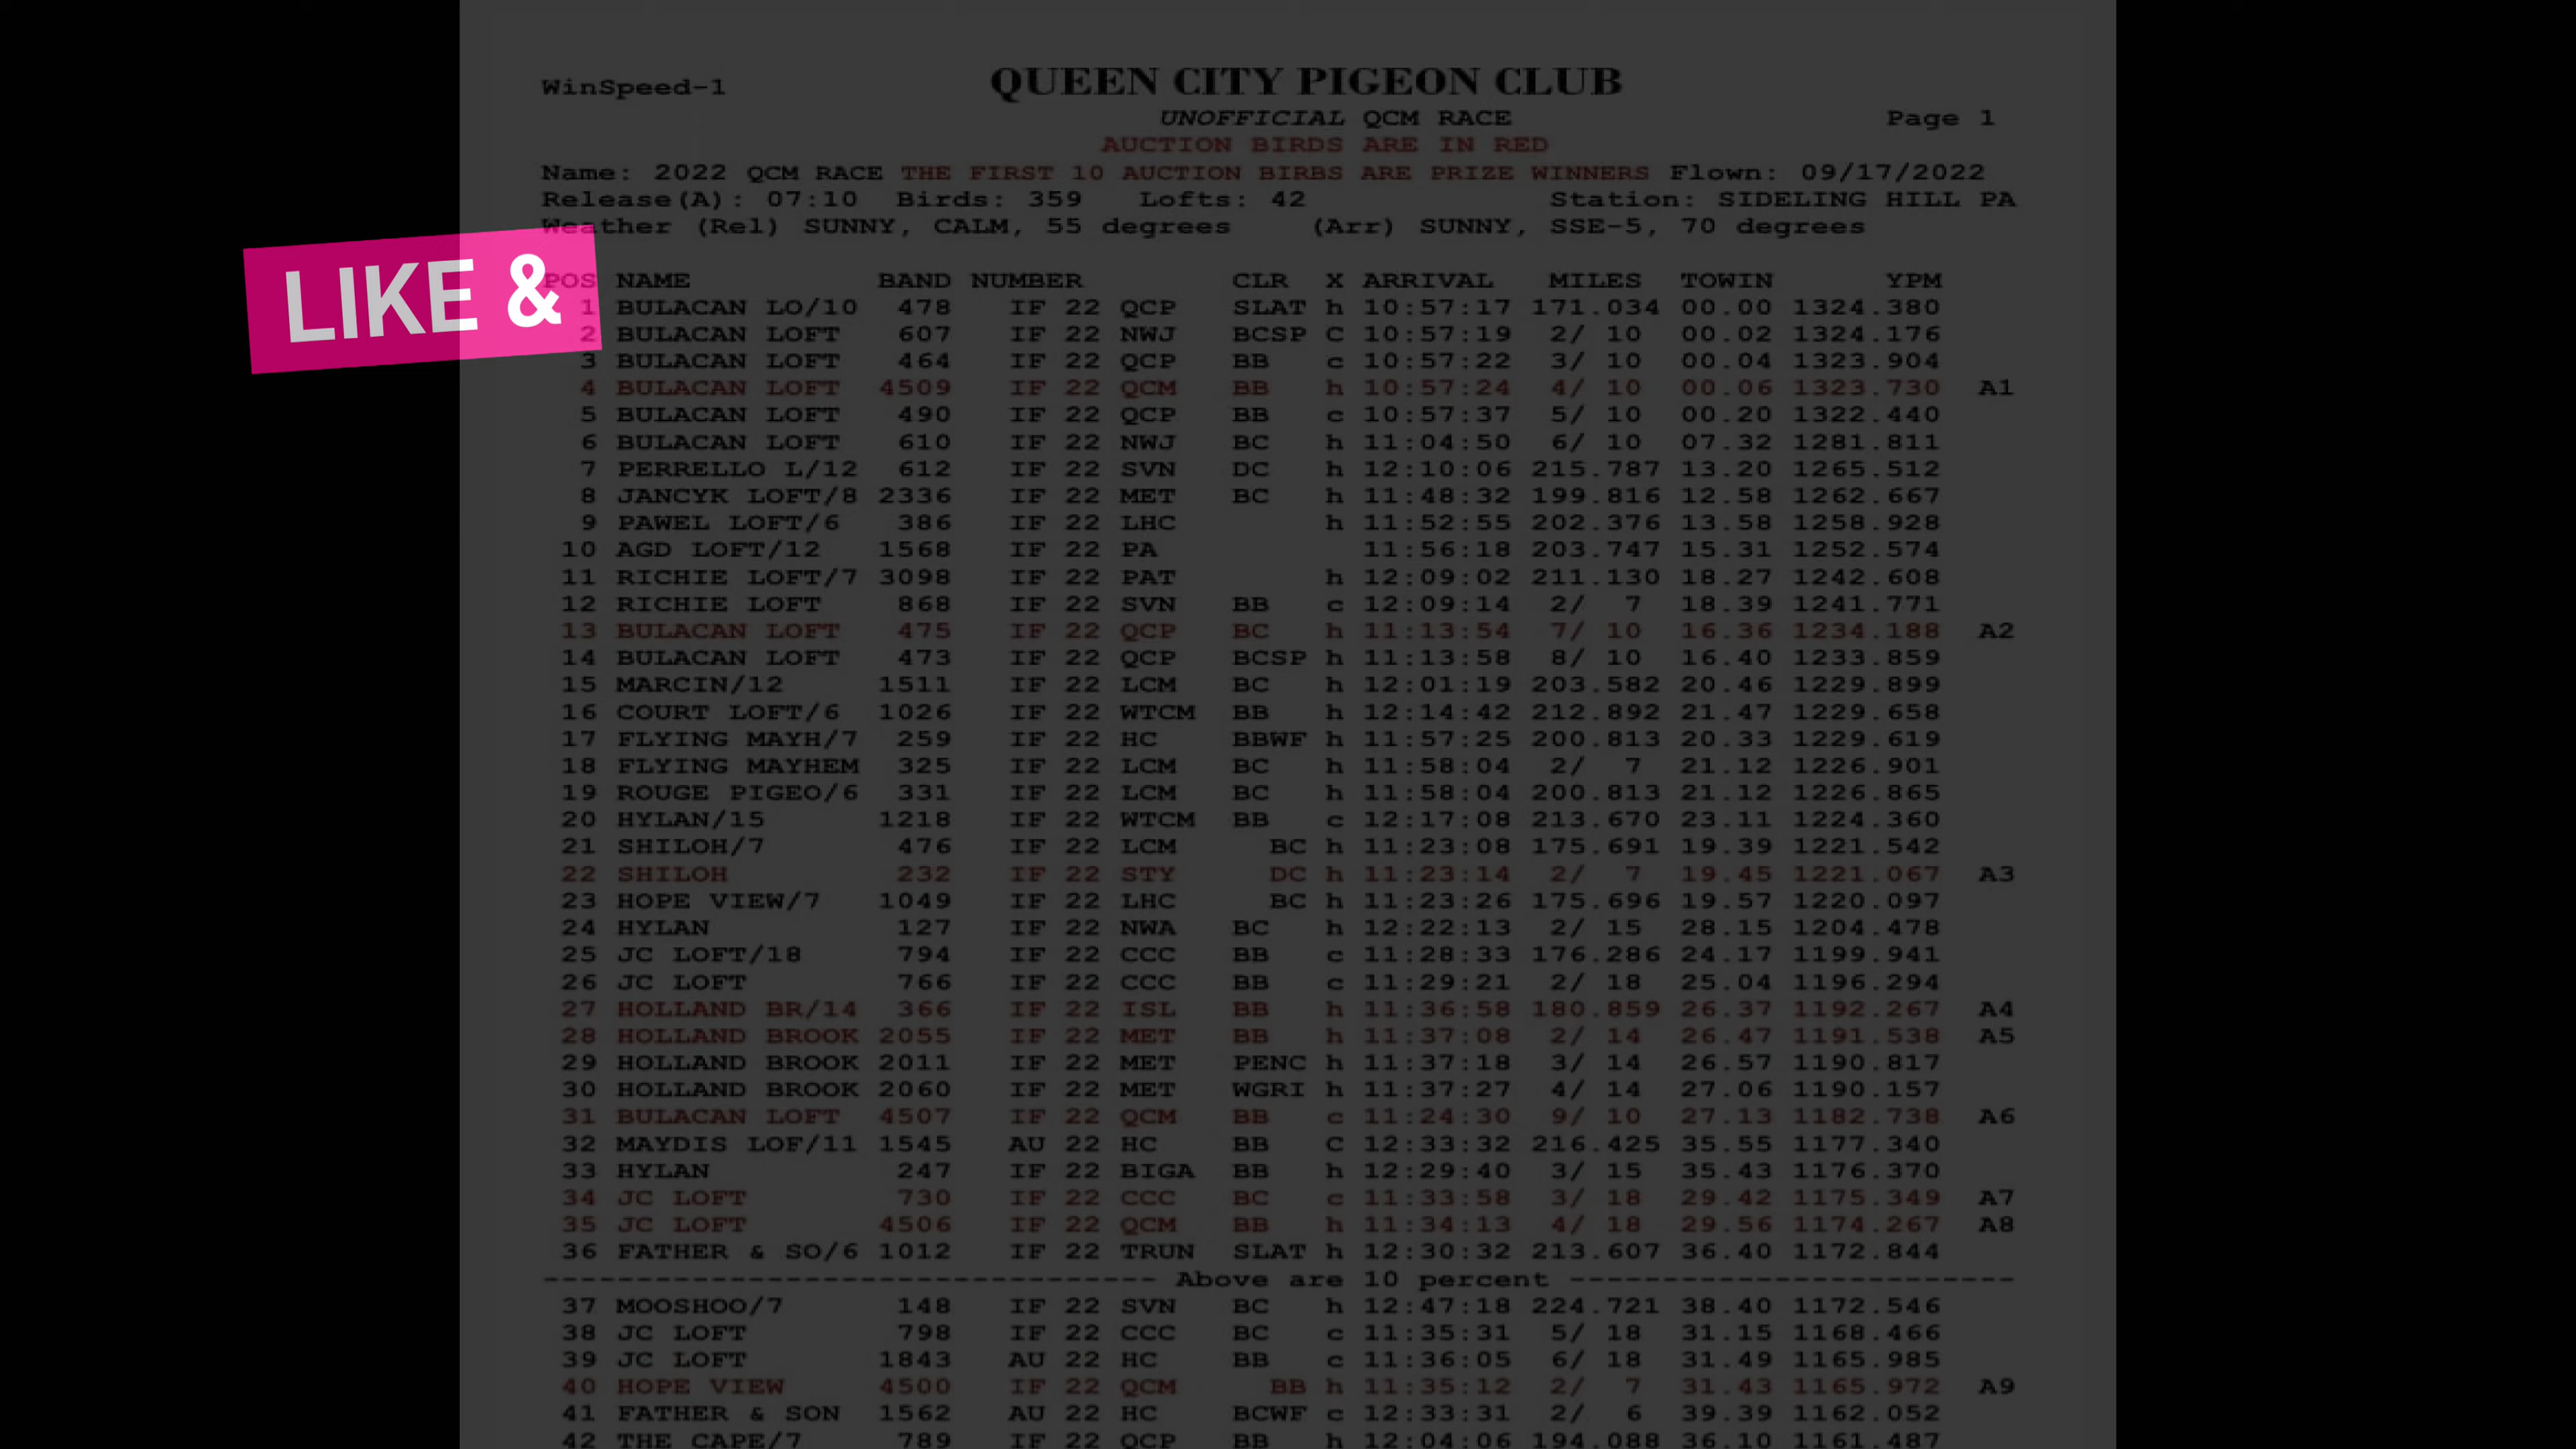 WinSpeed-1 QUEEN CITY PIGEON CLUB
UNOFFICIAL QCM RACE Page 1
AUCTION BIRDS ARE IN RED
Name: 2022 QCM RACE THE FIRST 10 AUCTION BIRBS ARE PRIZE WINNERS Flown: 09/17/2022
Release(A): 07:10 Birds: 359 Lofts: 42 Station: SIDELING HILL PA
Weather (Rel) SUNNY, CALM, 55 degrees (Arr) SUNNY, SSE-5, 70 degrees
LIKE &
POS NAME BAND NUMBER CLR X ARRIVAL MILES TOWIN YPM
1 BULACAN LO/10 478 IF 22 QCP SLAT h 10:57:17 171.034 00.00 1324.380
2 BULACAN LOFT 607 IF 22 NWJ BCSP C 10:57:19 2/ 10 00.02 1324.176
3 BULACAN LOFT 464 IF 22 QCP BB c 10:57:22 3/ 10 00.04 1323.904
4 BULACAN LOFT 4509 IF 22 QCM BB h 10:57:24 4/ 10 00.06 1323.730 A1
5 BULACAN LOFT 490 IF 22 QCP BB c 10:57:37 5/ 10 00.20 1322.440
6 BULACAN LOFT 610 IF 22 NWJ BC h 11:04:50 6/ 10 07.32 1281.811
7 PERRELLO L/12 612 IF 22 SVN DC h 12:10:06 215.787 13.20 1265.512
8 JANCYK LOFT/8 2336 IF 22 MET BC h 11:48:32 199.816 12.58 1262.667
9 PAWEL LOFT/6 386 IF 22 LHC h 11:52:55 202.376 13.58 1258.928
10 AGD LOFT/12 1568 IF 22 PA 11:56:18 203.747 15.31 1252.574
11 RICHIE LOFT/7 3098 IF 22 PAT h 12:09:02 211.130 18.27 1242.608
12 RICHIE LOFT 868 IF 22 SVN BB c 12:09:14 2/ 7 18.39 1241.771
13 BULACAN LOFT 475 IF 22 QCP BC h 11:13:54 7/ 10 16.36 1234.188 A2
14 BULACAN LOFT 473 IF 22 QCP BCSP h 11:13:58 8/ 10 16.40 1233.859
15 MARCIN/12 1511 IF 22 LCM BC h 12:01:19 203.582 20.46 1229.899
16 COURT LOFT/6 1026 IF 22 WTCM BB h 12:14:42 212.892 21.47 1229.658
17 FLYING MAYH/7 259 IF 22 HC BBWF h 11:57:25 200.813 20.33 1229.619
18 FLYING MAYHEM 325 IF 22 LCM BC h 11:58:04 2/ 7 21.12 1226.901
19 ROUGE PIGEO/6 331 IF 22 LCM BC h 11:58:04 200.813 21.12 1226.865
20 HYLAN/15 1218 IF 22 WTCM BB c 12:17:08 213.670 23.11 1224.360
21 SHILOH/7 476 IF 22 LCM BC h 11:23:08 175.691 19.39 1221.542
22 SHILOH 232 IF 22 STY DC h 11:23:14 2/ 7 19.45 1221.067 A3
23 HOPE VIEW/7 1049 IF 22 LHC BC h 11:23:26 175.696 19.57 1220.097
24 HYLAN 127 IF 22 NWA BC h 12:22:13 2/ 15 28.15 1204.478
25 JC LOFT/18 794 IF 22 CCC BB c 11:28:33 176.286 24.17 1199.941
26 JC LOFT 766 IF 22 CCC BB c 11:29:21 2/ 18 25.04 1196.294
27 HOLLAND BR/14 366 IF 22 ISL BB h 11:36:58 180.859 26.37 1192.267 A4
28 HOLLAND BROOK 2055 IF 22 MET BB h 11:37:08 2/ 14 26.47 1191.538 A5
29 HOLLAND BROOK 2011 IF 22 MET PENC h 11:37:18 3/ 14 26.57 1190.817
30 HOLLAND BROOK 2060 IF 22 MET WGRI h 11:37:27 4/ 14 27.06 1190.157
31 BULACAN LOFT 4507 IF 22 QCM BB c 11:24:30 9/ 10 27.13 1182.738 A6
32 MAYDIS LOF/11 1545 AU 22 HC BB C 12:33:32 216.425 35.55 1177.340
33 HYLAN 247 IF 22 BIGA BB h 12:29:40 3/ 15 35.43 1176.370
34 JC LOFT 730 IF 22 CCC BC c 11:33:58 3/ 18 29.42 1175.349 A7
35 JC LOFT 4506 IF 22 QCM BB h 11:34:13 4/ 18 29.56 1174.267 A8
36 FATHER & SO/6 1012 IF 22 TRUN SLAT h 12:30:32 213.607 36.40 1172.844
--------------------------------- Above are 10 percent ------------------------
37 MOOSHOO/7 148 IF 22 SVN BC h 12:47:18 224.721 38.40 1172.546
38 JC LOFT 798 IF 22 CCC BC c 11:35:31 5/ 18 31.15 1168.466
39 JC LOFT 1843 AU 22 HC BB c 11:36:05 6/ 18 31.49 1165.985
40 HOPE VIEW 4500 IF 22 QCM BB h 11:35:12 2/ 7 31.43 1165.972 A9
41 FATHER & SON 1562 AU 22 HC BCWF c 12:33:31 2/ 6 39.39 1162.052
42 THE CAPE/7 789 IF 22 QCP BB h 12:04:06 194.088 36.10 1161.487